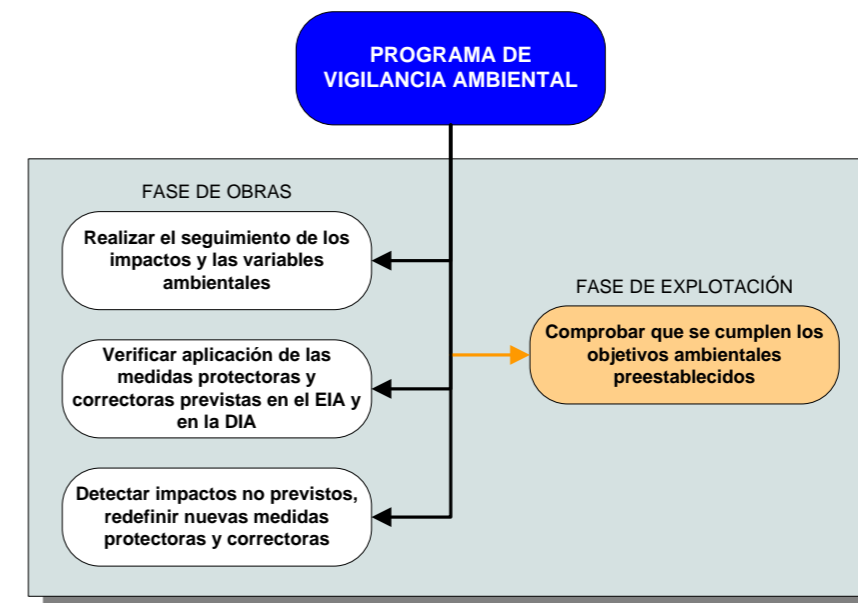 PROGRAMA DE
VIGILANCIA AMBIENTAL
FASE DE OBRAS
Realizar el seguimiento de los
impactos y las variables
ambientales
Verificar aplicación de las
medidas protectoras y
correctoras previstas en el EIA y
en la DIA
Detectar impactos no previstos,
redefinir nuevas medidas
protectoras y correctoras
FASE DE EXPLOTACIÓN
Comprobar que se cumplen los
objetivos ambientales
preestablecidos